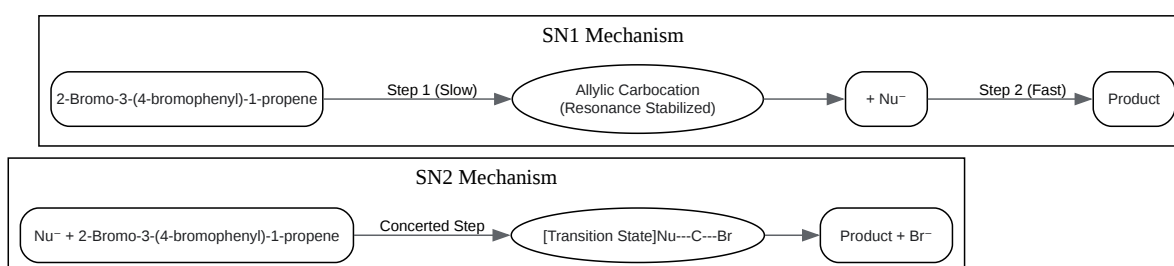 SN1 Mechanism
2-Bromo-3-(4-bromophenyl)-1-propene
Step 1 (Slow)
Allylic Carbocation
(Resonance Stabilized)
+ Nu⁻
Step 2 (Fast)
Product
SN2 Mechanism
Nu⁻ + 2-Bromo-3-(4-bromophenyl)-1-propene
Concerted Step
[Transition State]Nu---C---Br
Product + Br⁻